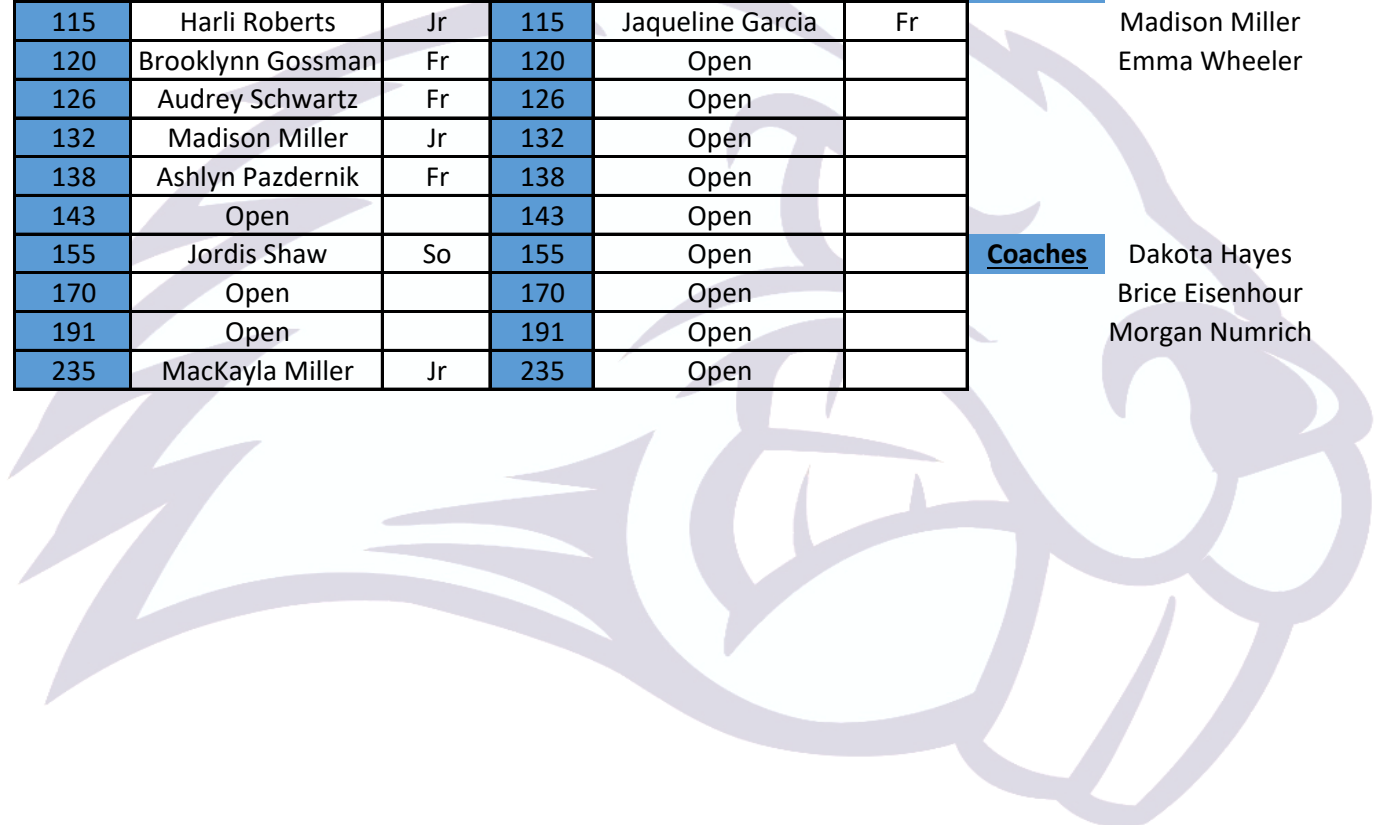 115 Harli Roberts Jr 115 Jaqueline Garcia Fr Madison Miller
120 Brooklynn Gossman Fr 120 Open Emma Wheeler
126 Audrey Schwartz Fr 126 Open
132 Madison Miller Jr 132 Open
138 Ashlyn Pazdernik Fr 138 Open
143 Open 143 Open
155 Jordis Shaw So 155 Open Coaches Dakota Hayes
170 Open 170 Open Brice Eisenhour
191 Open 191 Open Morgan Numrich
235 MacKayla Miller Jr 235 Open